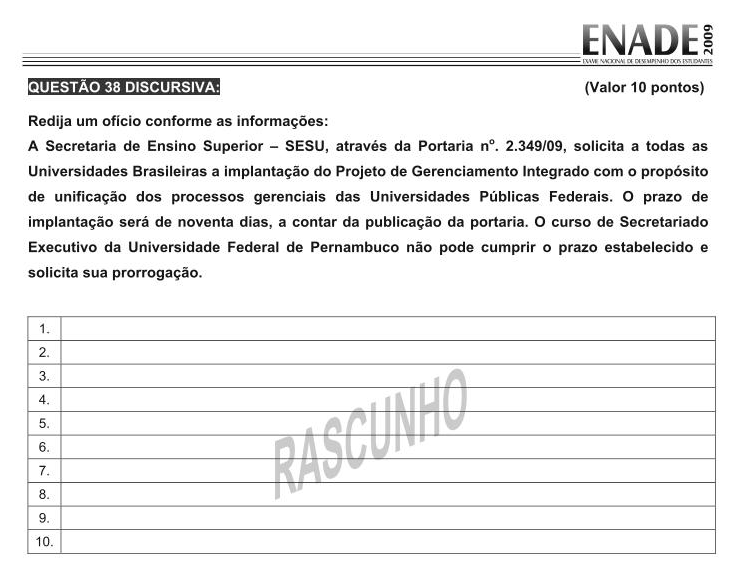 ENADE 2009
EXAME NACIONAL DE DESEMPENHO DOS ESTUDANTES
QUESTÃO 38 DISCURSIVA: (Valor 10 pontos)
Redija um ofício conforme as informações:
A Secretaria de Ensino Superior – SESU, através da Portaria nº. 2.349/09, solicita a todas as
Universidades Brasileiras a implantação do Projeto de Gerenciamento Integrado com o propósito
de unificação dos processos gerenciais das Universidades Públicas Federais. O prazo de
implantação será de noventa dias, a contar da publicação da portaria. O curso de Secretariado
Executivo da Universidade Federal de Pernambuco não pode cumprir o prazo estabelecido e
solicita sua prorrogação.
1.
2.
3.
4.
5.
6.
7.
8.
9.
10.
RASCUNHO